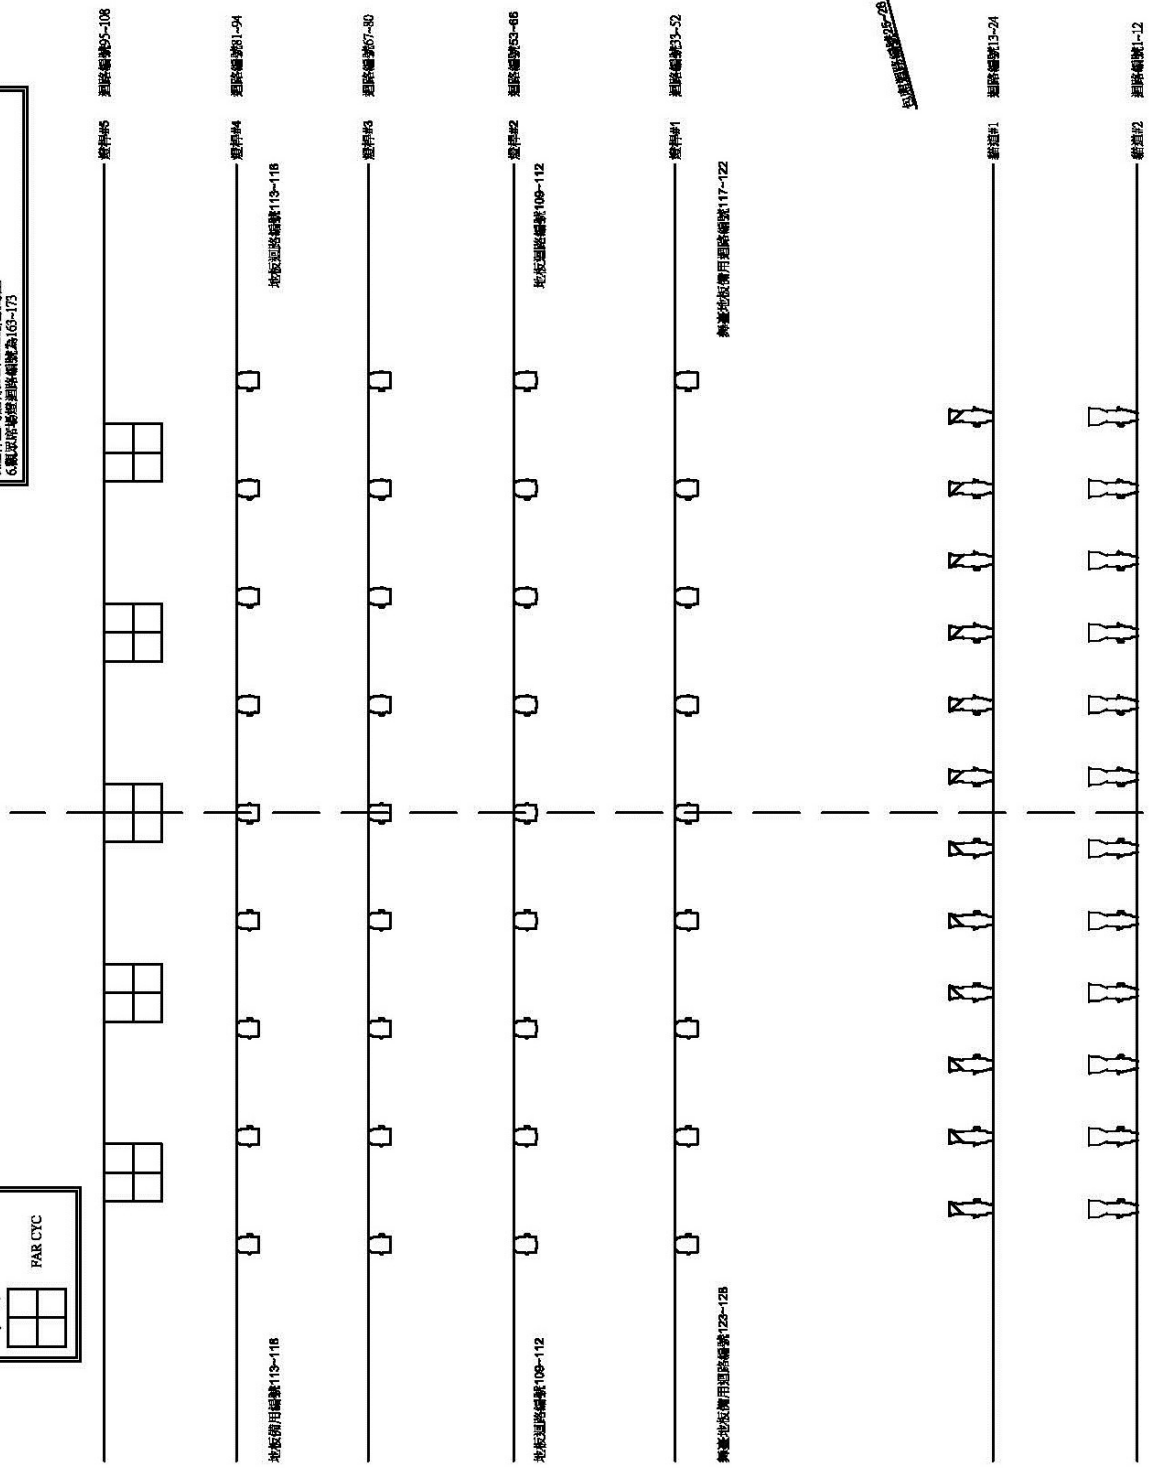 6.觀眾席場燈迴路編號為163~173
迴路編號95~108
燈桿#5
迴路編號81~94
燈桿#4
地板迴路編號113~116
迴路編號67~80
燈桿#3
迴路編號53~66
燈桿#2
地板迴路編號109~112
迴路編號33~52
燈桿#1
舞臺地板備用迴路編號117~122
包廂迴路編號25~28
迴路編號13~24
貓道#1
迴路編號1~12
貓道#2
FAR CYC
地板備用編號113~116
地板迴路編號109~112
舞臺地板備用迴路編號123~128